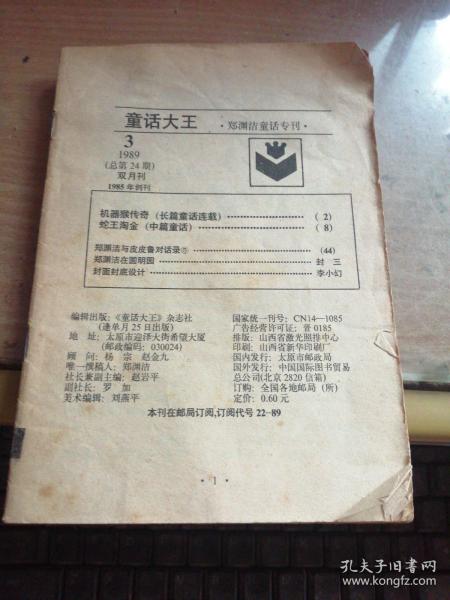 童话大王 ·郑渊洁童话专刊·
3
1989
(总第24期)
双月刊
1985年创刊
机器猴传奇(长篇童话连载)……………………(2)
蛇王淘金(中篇童话)……………………(8)
郑渊洁与皮皮鲁对话录……………………(44)
郑渊洁在圆明园……………………封 三
封面封底设计……………………李小幻
编辑出版:《童话大王》杂志社
(逢单月25日出版)
地 址:太原市迎泽大街希望大厦
(邮政编码:030024)
顾 问:杨 宗 赵金九
唯一撰稿人:郑渊洁
社长兼副主编:赵岩平
副社长:罗 加
美术编辑:刘燕平
国家统一刊号:CN14—1085
广告经营许可证:晋0185
排版:山西省激光照排中心
印刷:山西省新华印刷厂
国内发行:太原市邮政局
国外发行:中国国际图书贸易
总公司(北京2820信箱)
订购:全国各地邮局(所)
定价:0.60元
本刊在邮局订阅,订阅代号22-89
·1·
孔夫子旧书网
www.kongfz.com